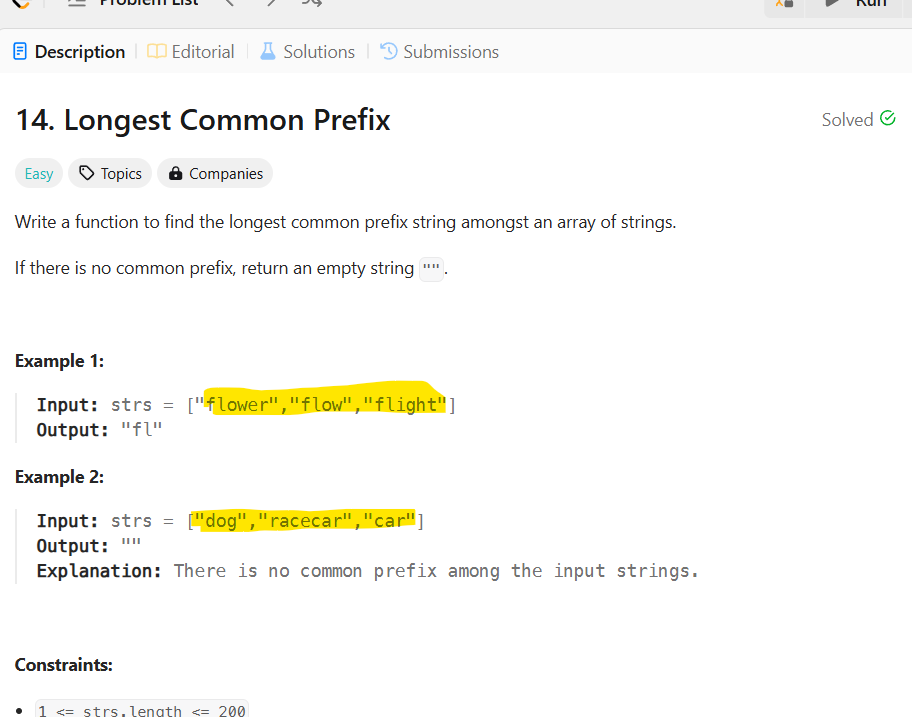 Problem List
Run
Description
Editorial
Solutions
Submissions
14. Longest Common Prefix
Solved
Easy
Topics
Companies
Write a function to find the longest common prefix string amongst an array of strings.
If there is no common prefix, return an empty string "".
Example 1:
Input: strs = ["flower","flow","flight"]
Output: "fl"
Example 2:
Input: strs = ["dog","racecar","car"]
Output: ""
Explanation: There is no common prefix among the input strings.
Constraints:
1 <= strs.length <= 200